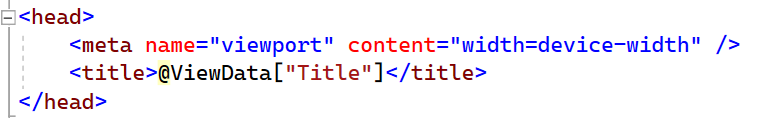 <head>
<meta name="viewport" content="width=device-width" />
<title>@ViewData["Title"]</title>
</head>